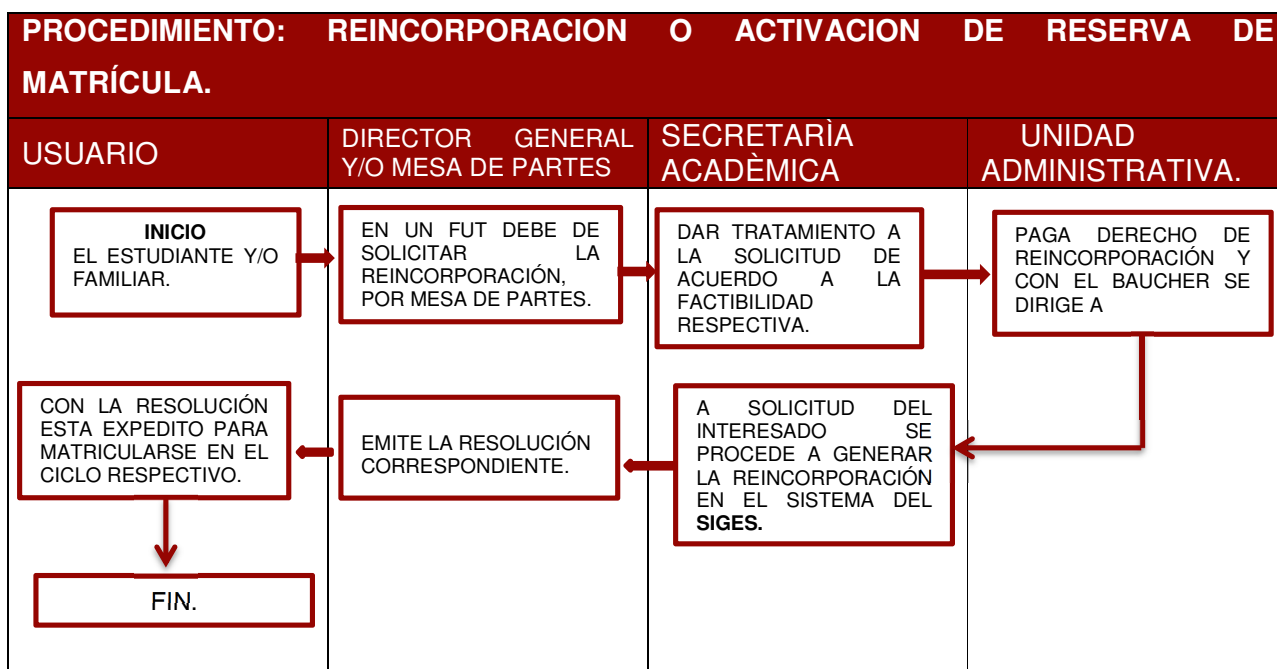 PROCEDIMIENTO: REINCORPORACION O ACTIVACION DE RESERVA DE
MATRÍCULA.
USUARIO
DIRECTOR GENERAL
Y/O MESA DE PARTES
SECRETARÌA
ACADÈMICA
UNIDAD
ADMINISTRATIVA.
INICIO
EL ESTUDIANTE Y/O
FAMILIAR.
EN UN FUT DEBE DE
SOLICITAR LA
REINCORPORACIÓN,
POR MESA DE PARTES.
DAR TRATAMIENTO A
LA SOLICITUD DE
ACUERDO A LA
FACTIBILIDAD
RESPECTIVA.
PAGA DERECHO DE
REINCORPORACIÓN Y
CON EL BAUCHER SE
DIRIGE A
CON LA RESOLUCIÓN
ESTA EXPEDITO PARA
MATRICULARSE EN EL
CICLO RESPECTIVO.
EMITE LA RESOLUCIÓN
CORRESPONDIENTE.
A SOLICITUD DEL
INTERESADO SE
PROCEDE A GENERAR
LA REINCORPORACIÓN
EN EL SISTEMA DEL
SIGES.
FIN.